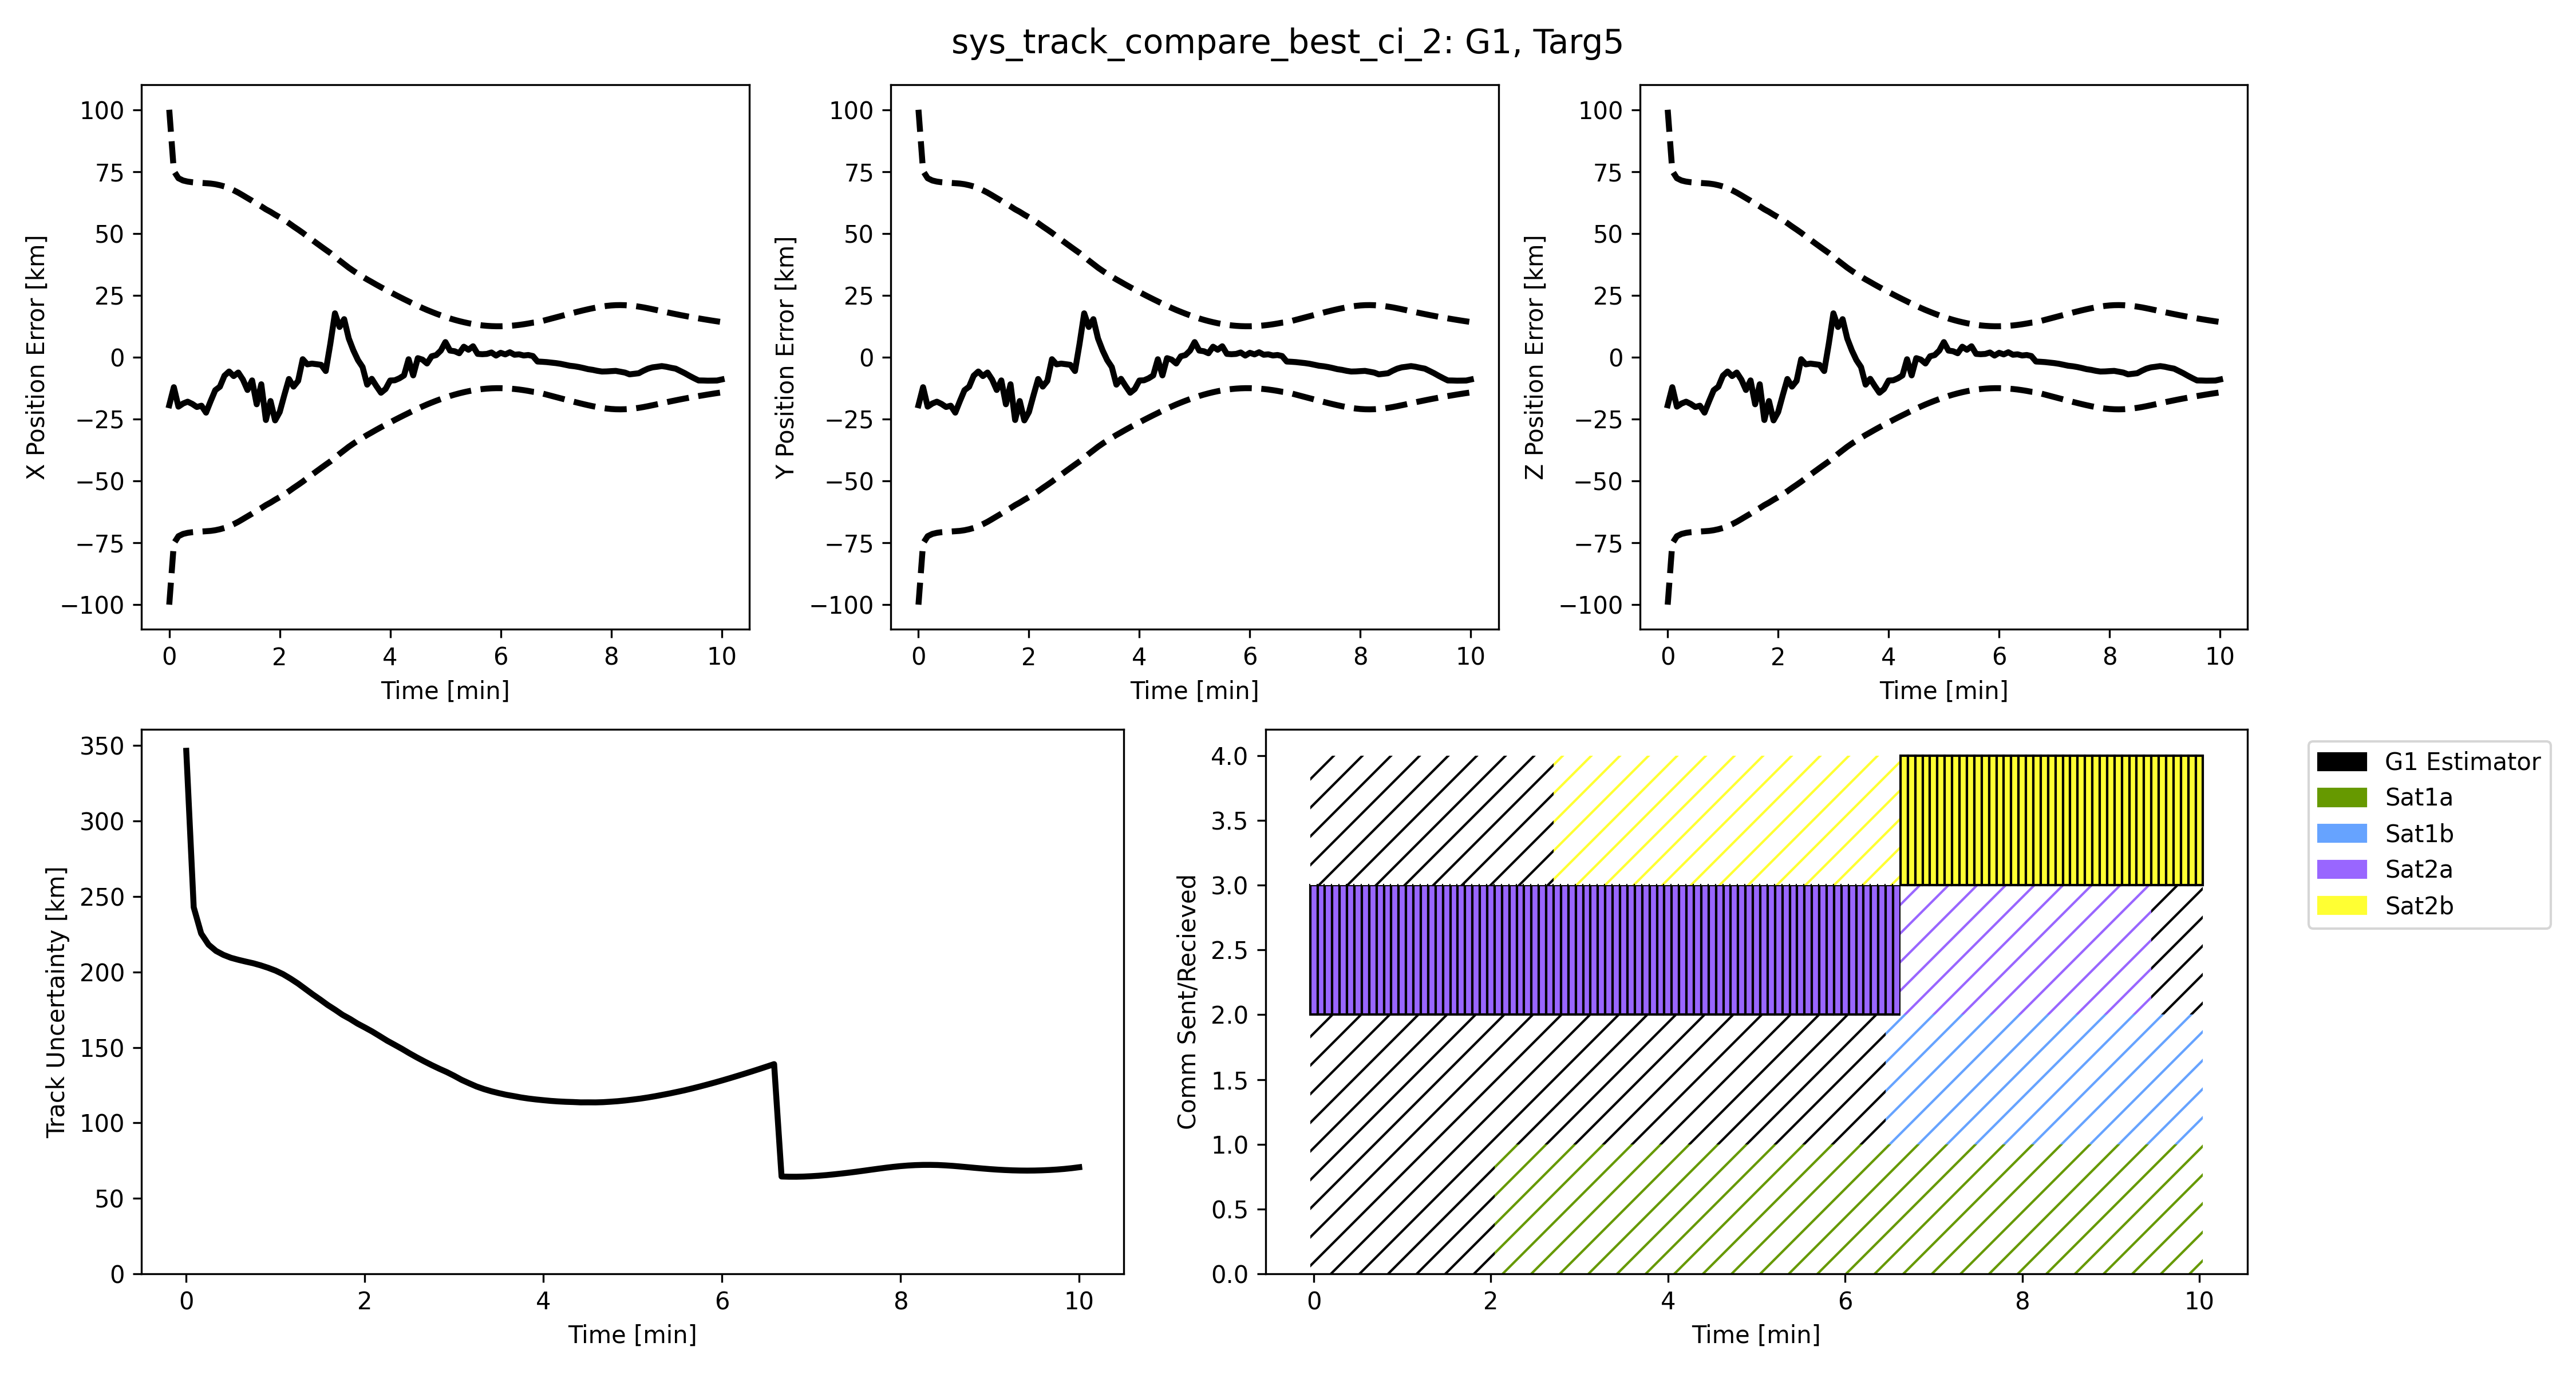 sys_track_compare_best_ci_2: G1, Targ5
X Position Error [km]
100
75
50
25
0
−25
−50
−75
−100
0 2 4 6 8 10
Time [min]
Y Position Error [km]
100
75
50
25
0
−25
−50
−75
−100
0 2 4 6 8 10
Time [min]
Z Position Error [km]
100
75
50
25
0
−25
−50
−75
−100
0 2 4 6 8 10
Time [min]
Track Uncertainty [km]
350
300
250
200
150
100
50
0
0 2 4 6 8 10
Time [min]
Comm Sent/Recieved
4.0
3.5
3.0
2.5
2.0
1.5
1.0
0.5
0.0
0 2 4 6 8 10
Time [min]
G1 Estimator
Sat1a
Sat1b
Sat2a
Sat2b